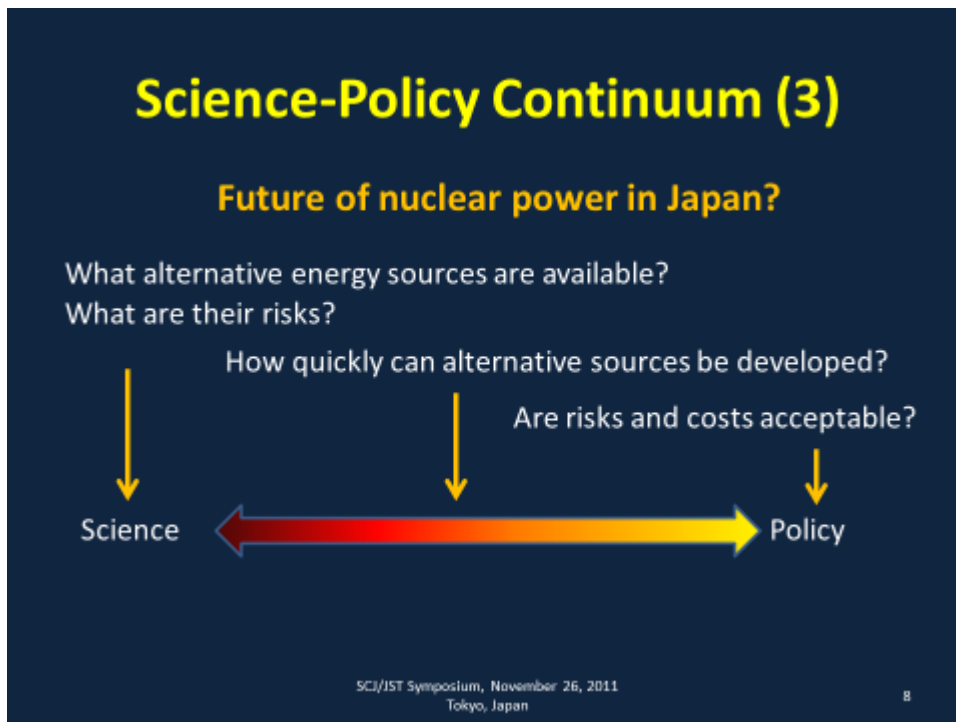 Science-Policy Continuum (3)
Future of nuclear power in Japan?
What alternative energy sources are available?
What are their risks?
How quickly can alternative sources be developed?
Are risks and costs acceptable?
Science
Policy
SCJ/JST Symposium, November 26, 2011
Tokyo, Japan
8